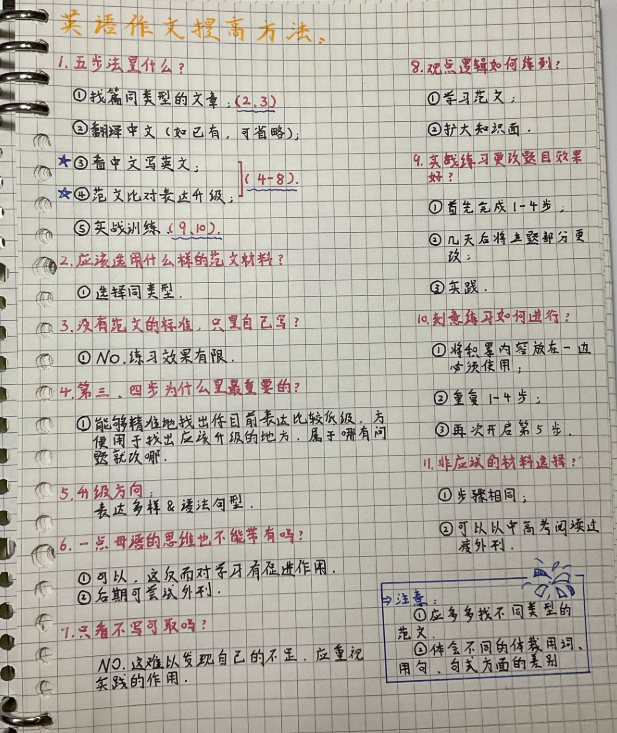 英语作文提高方法:
1.五步法是什么?
①找篇同类型的文章;(2、3)
②翻译中文(如已有,可省略);
★③看中文写英文;
★④范文比对表达升级;
](4-8).
⑤实战训练.(9、10).
2.应该选用什么样的范文材料?
①选择同类型.
3.没有范文的标准,只是自己写?
①NO.练习效果有限.
4.第三、四步为什么是最重要的?
①能够精准地找出你目前表达比较低级,方
便用于找出应该升级的地方.属于哪有问
题就改哪.
5.升级方向:
表达多样&语法句型.
6.一点母语的思维也不能带有吗?
①可以,这反而对学习有促进作用.
②后期可尝试外刊.
7.只看不写可取吗?
NO.这难以发现自己的不足.应重视
实践的作用.
8.观点逻辑如何练到?
①学习范文;
②扩大知识面.
9.实战练习更改题目效果
好?
①首先完成1-4步;
②几天后将主题部分更
改;
③实践.
10.刻意练习如何进行?
①将积累内容放在一边
必须使用;
②重复1-4步;
③再次开启第5步.
11.非应试的材料选择?
①步骤相同;
②可以从中高考阅读过
渡外刊.
⇒注意:
①应多多找不同类型的
范文.
②体会不同的体裁用词、
用句、句式方面的差别